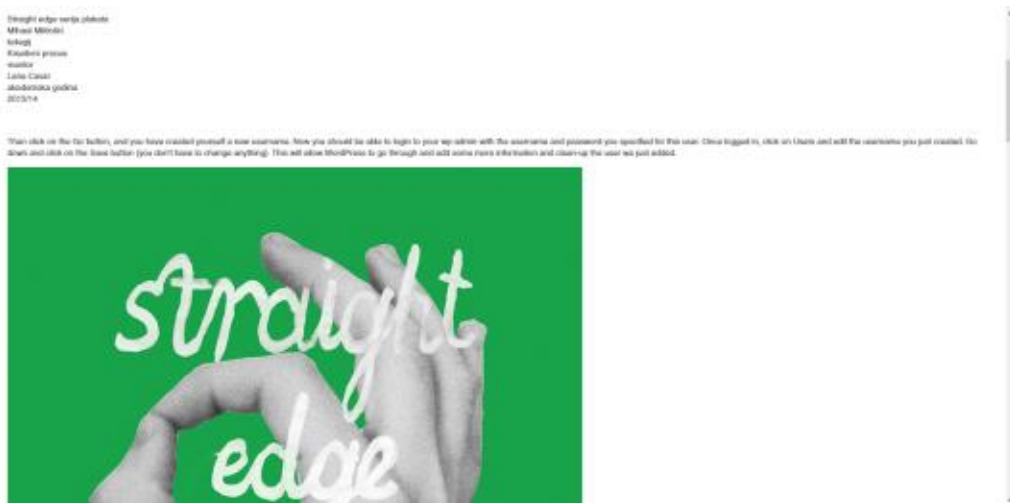 Straight edge serija plakata
Mihael
kolegij
Kreativni proces
mentor
akademska godina
2013/14
Then click on the Go button, and you have created yourself a new username. Now you should be able to login to your wp-admin with the username and password you specified for this user. Once logged in, click on Users and edit the username you just created. Go
down and click on the Save button (you don't have to change anything). This will allow WordPress to go through and add some more information and clean-up the user we just added.
straight
edge